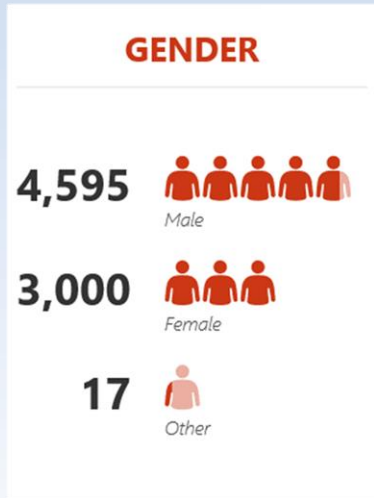 GENDER
4,595
Male
3,000
Female
17
Other